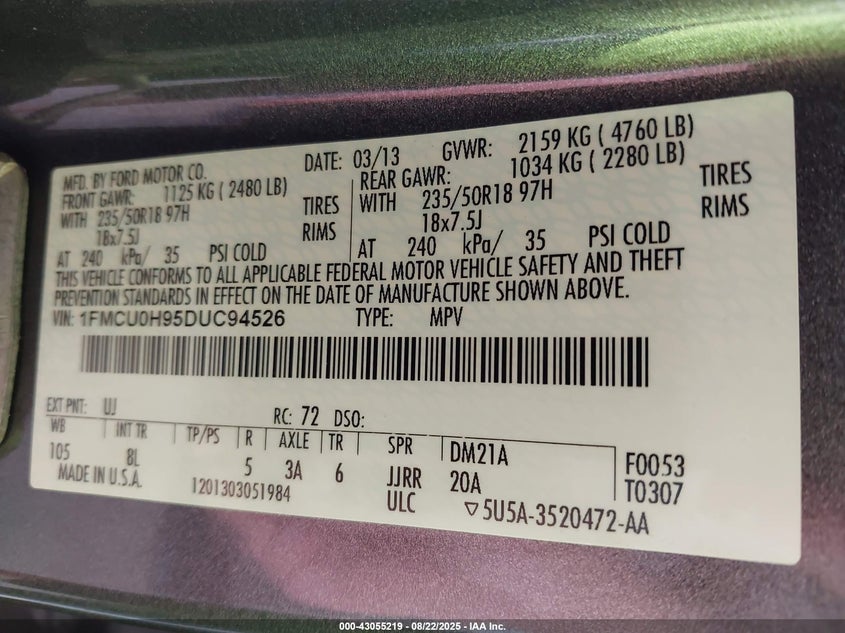 MFD. BY FORD MOTOR CO. DATE: 03/13 GVWR: 2159 KG ( 4760 LB)
FRONT GAWR: 1125 KG ( 2480 LB) REAR GAWR: 1034 KG ( 2280 LB)
WITH 235/50R18 97H TIRES WITH 235/50R18 97H TIRES
18x7.5J RIMS 18x7.5J RIMS
AT 240 kPa/ 35 PSI COLD AT 240 kPa/ 35 PSI COLD
THIS VEHICLE CONFORMS TO ALL APPLICABLE FEDERAL MOTOR VEHICLE SAFETY AND THEFT
PREVENTION STANDARDS IN EFFECT ON THE DATE OF MANUFACTURE SHOWN ABOVE.
VIN: 1FMCU0H95DUC94526 TYPE: MPV
EXT PNT: UJ RC: 72 DSO:
WB INT TR TP/PS R AXLE TR SPR DM21A F0053
105 8L 5 3A 6 JJRR 20A T0307
MADE IN U.S.A. 1201303051984 ULC ▽5U5A-3520472-AA
000-43055219 | 08/22/2025 - IAA Inc.